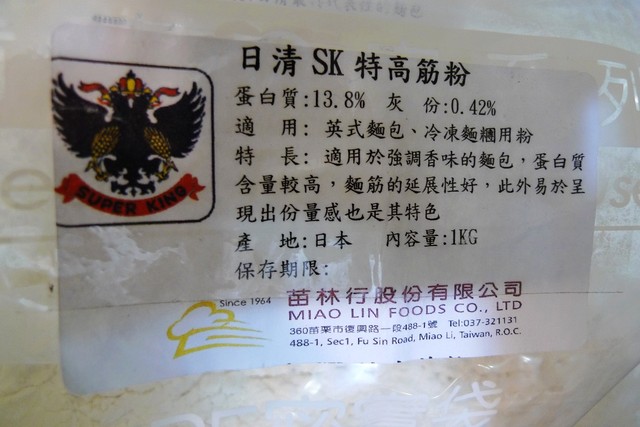 日清 SK 特高筋粉
蛋白質:13.8% 灰 份:0.42%
適 用: 英式麵包、冷凍麵糰用粉
特 長: 適用於強調香味的麵包，蛋白質
含量較高，麵筋的延展性好，此外易於呈
現出份量感也是其特色
產 地:日本 內容量:1KG
保存期限:
SUPER KING
Since 1964
苗林行股份有限公司
MIAO LIN FOODS CO., LTD
360苗栗市復興路一段488-1號 Tel:037-321131
488-1, Sec1, Fu Sin Road, Miao Li, Taiwan, R.O.C.